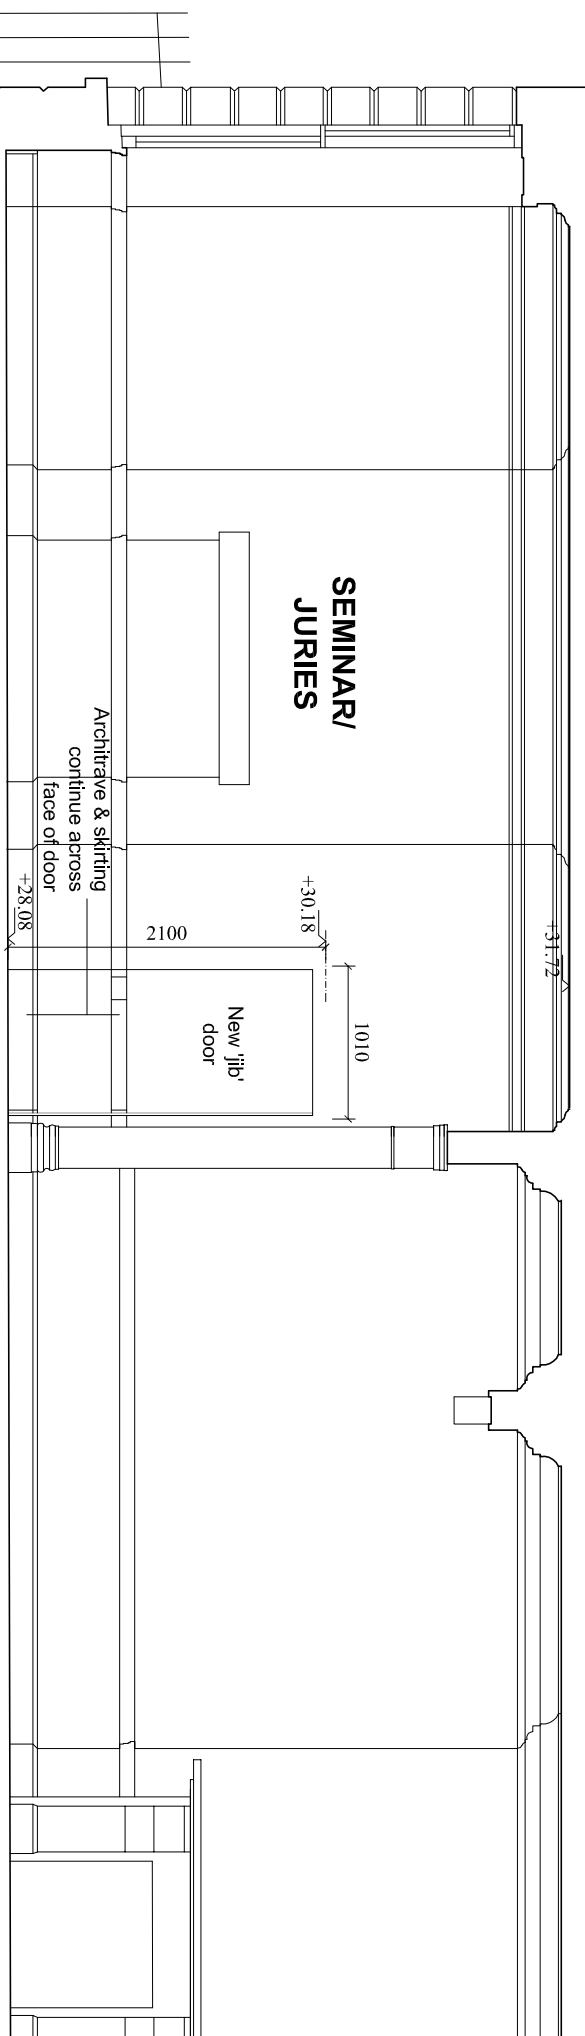 SEMINAR/
JURIES
Architrave & skirting
continue across
face of door
+28.08
2100
+30.18
+31.72
1010
New 'jib'
door